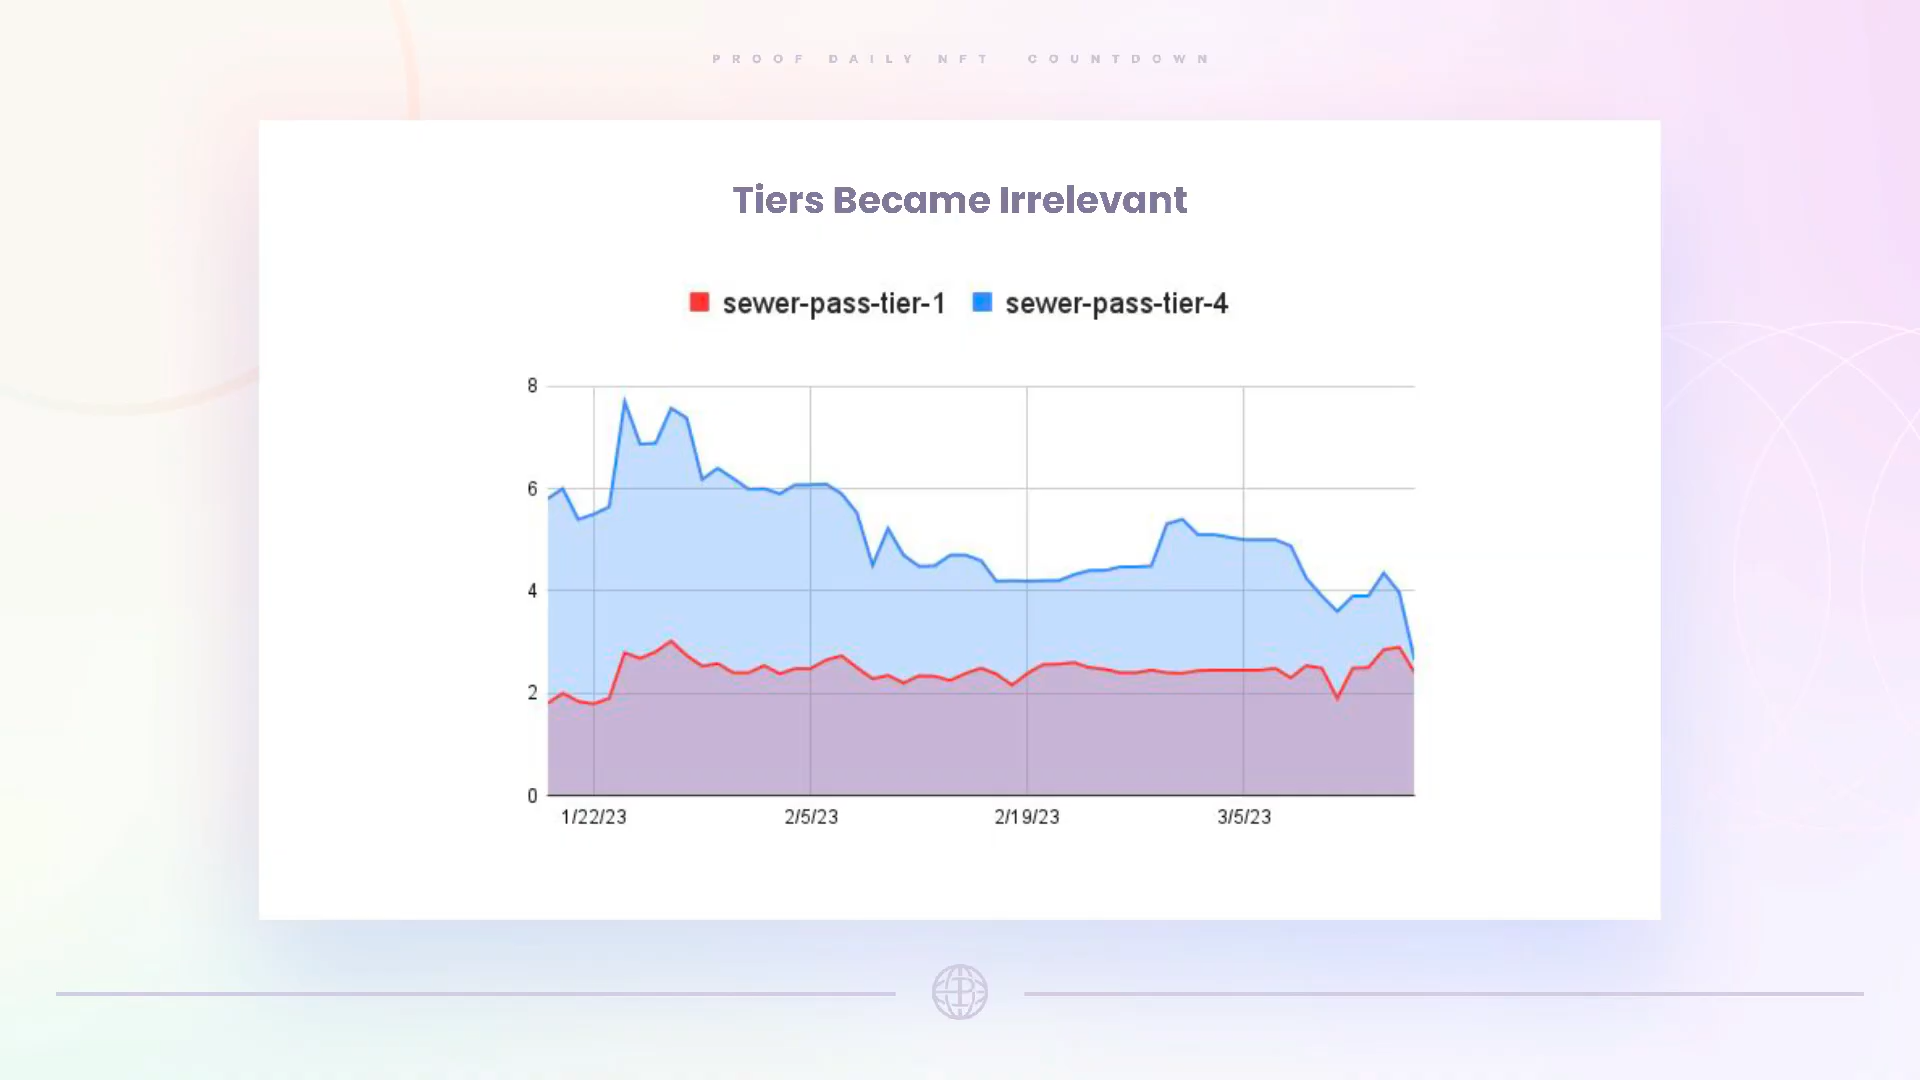 PROOF DAILY NFT COUNTDOWN
Tiers Became Irrelevant
sewer-pass-tier-1 sewer-pass-tier-4
8
6
4
2
0
1/22/23 2/5/23 2/19/23 3/5/23
P